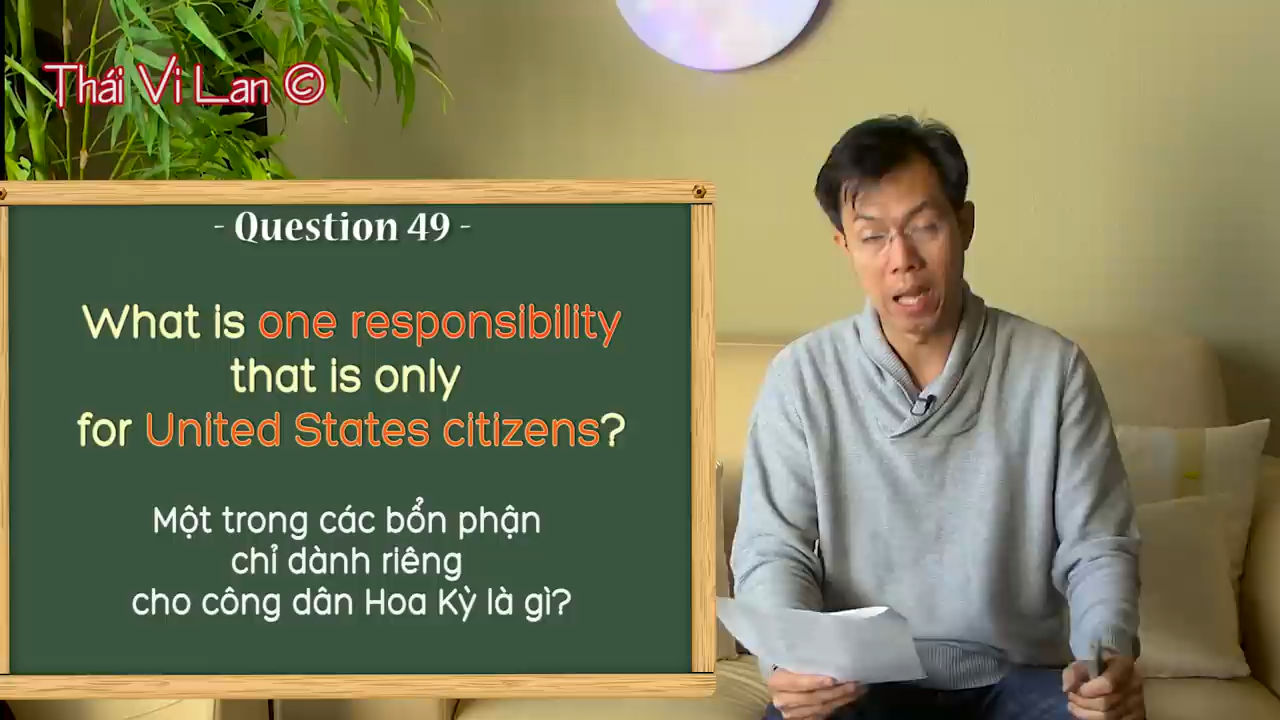 Thái Vi Lan ©
- Question 49 -
What is one responsibility
that is only
for United States citizens?
Một trong các bổn phận
chỉ dành riêng
cho công dân Hoa Kỳ là gì?